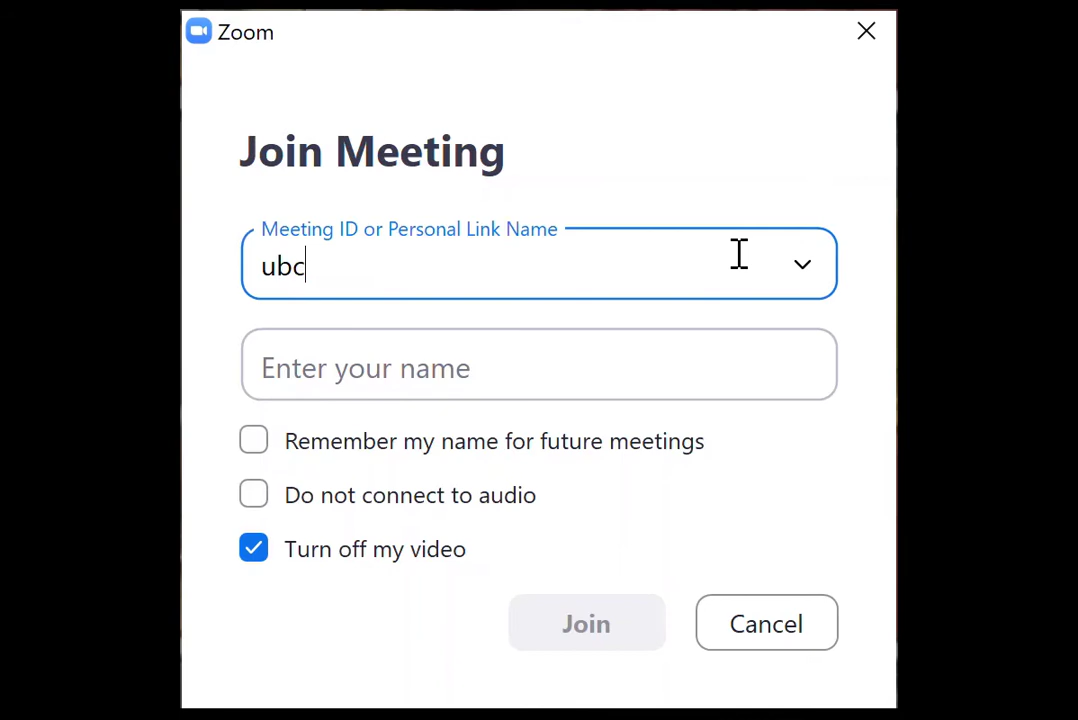 Zoom
Join Meeting
Meeting ID or Personal Link Name
ubc
Enter your name
Remember my name for future meetings
Do not connect to audio
Turn off my video
Join Cancel